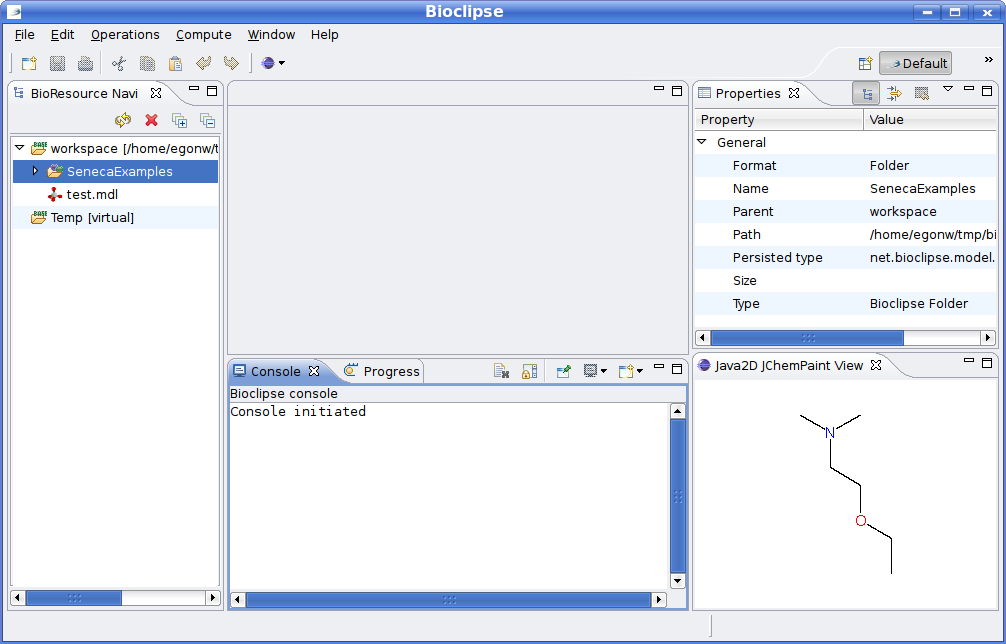 Bioclipse
File Edit Operations Compute Window Help
Default
»
BioResource Navi
workspace [/home/egonw/t
SenecaExamples
test.mdl
Temp [virtual]
Console
Progress
Bioclipse console
Console initiated
Properties
Property Value
General
Format Folder
Name SenecaExamples
Parent workspace
Path /home/egonw/tmp/bi
Persisted type net.bioclipse.model.
Size
Type Bioclipse Folder
Java2D JChemPaint View
N
O